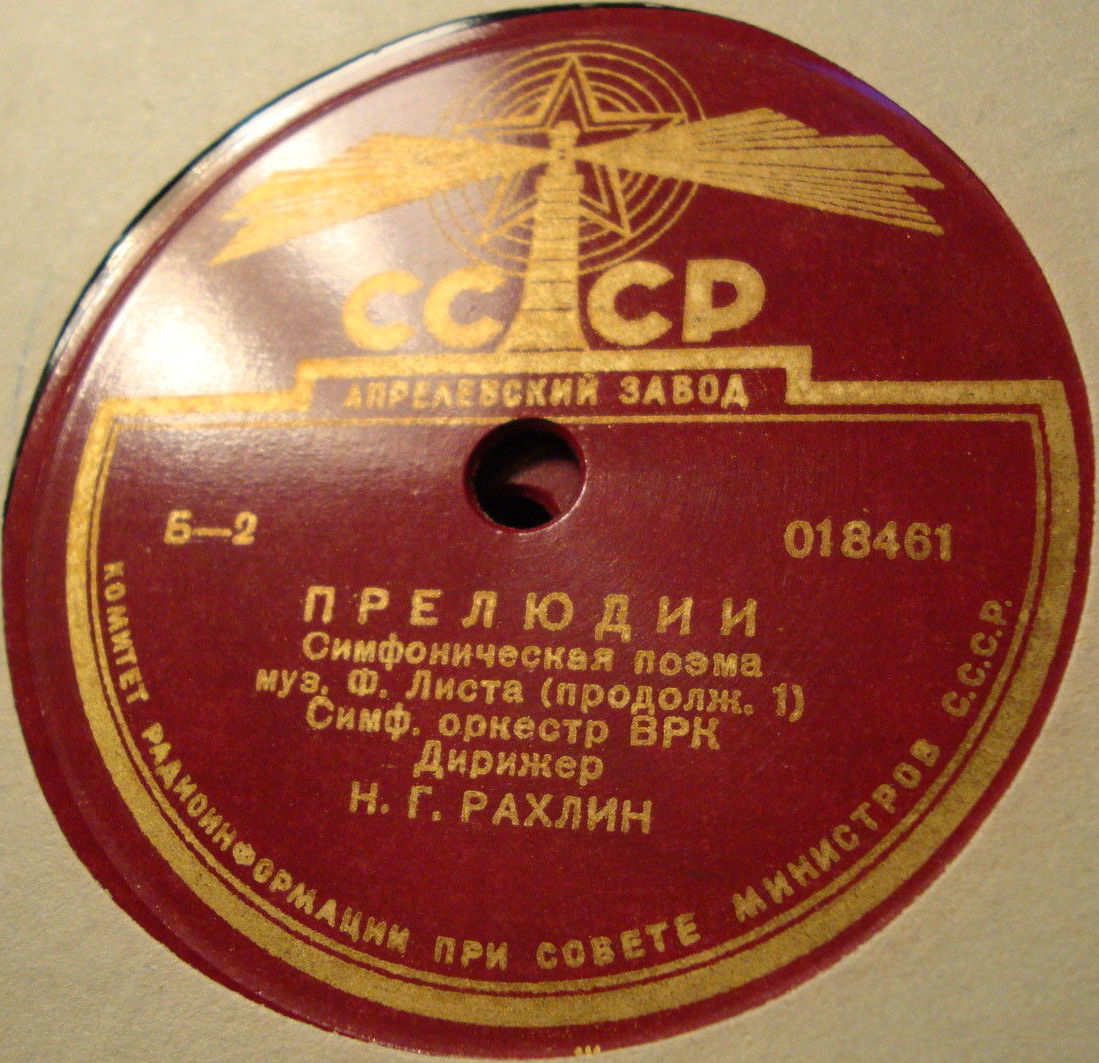 СССР
АПРЕЛЕВСКИЙ ЗАВОД
Б—2
018461
ПРЕЛЮДИИ
Симфоническая поэма
муз. Ф. Листа (продолж. 1)
Симф. оркестр ВРК
Дирижер
Н. Г. РАХЛИН
КОМИТЕТ РАДИОИНФОРМАЦИИ ПРИ СОВЕТЕ МИНИСТРОВ С.С.С.Р.